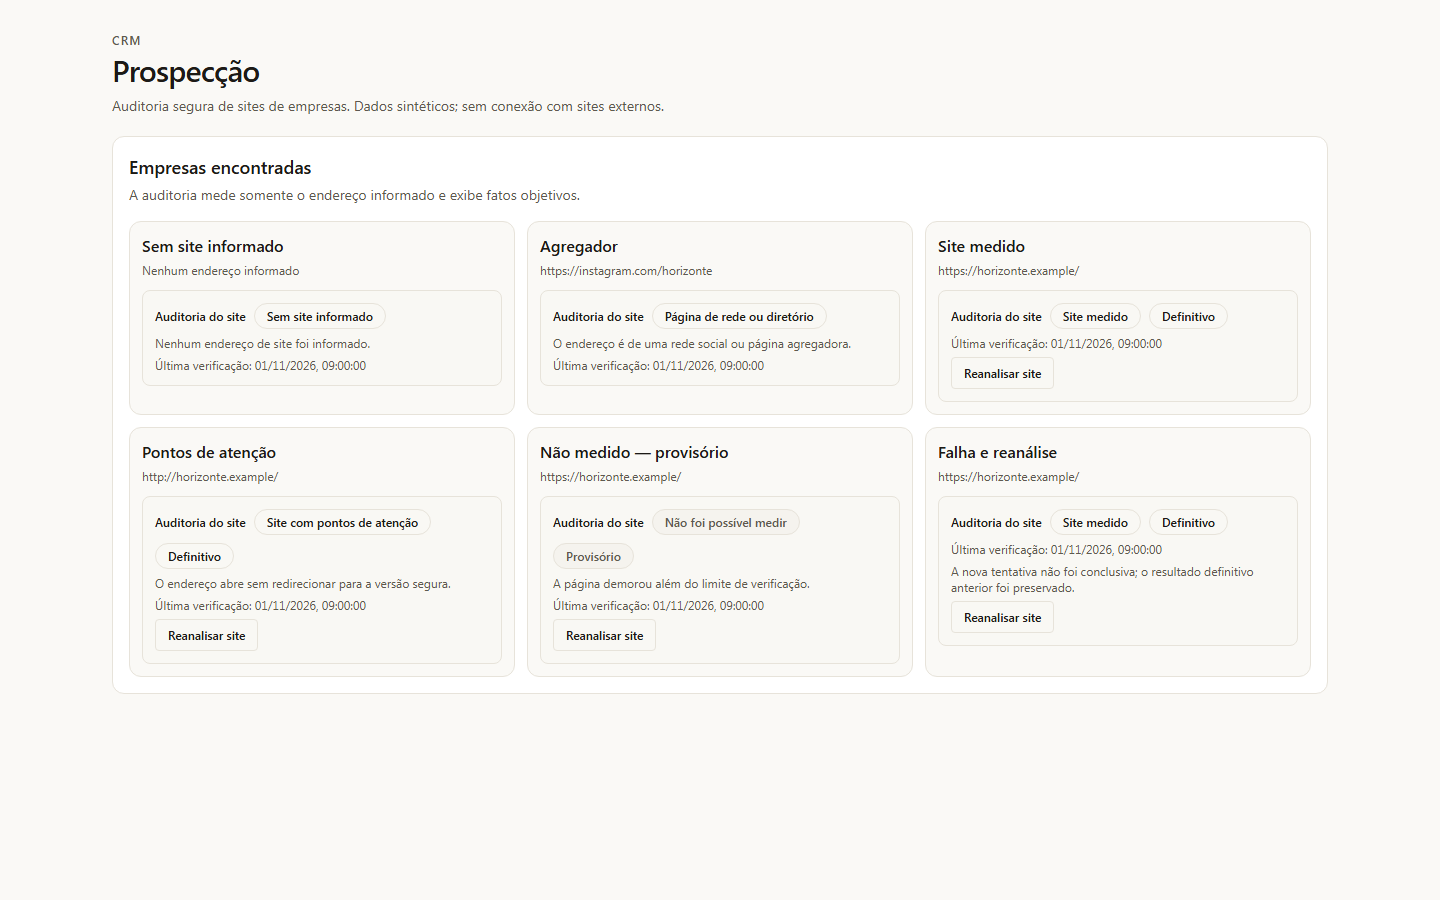 CRM
Prospecção
Auditoria segura de sites de empresas. Dados sintéticos; sem conexão com sites externos.
Empresas encontradas
A auditoria mede somente o endereço informado e exibe fatos objetivos.
Sem site informado
Nenhum endereço informado
Auditoria do site Sem site informado
Nenhum endereço de site foi informado.
Última verificação: 01/11/2026, 09:00:00
Agregador
https://instagram.com/horizonte
Auditoria do site Página de rede ou diretório
O endereço é de uma rede social ou página agregadora.
Última verificação: 01/11/2026, 09:00:00
Site medido
https://horizonte.example/
Auditoria do site Site medido Definitivo
Última verificação: 01/11/2026, 09:00:00
Reanalisar site
Pontos de atenção
http://horizonte.example/
Auditoria do site Site com pontos de atenção
Definitivo
O endereço abre sem redirecionar para a versão segura.
Última verificação: 01/11/2026, 09:00:00
Reanalisar site
Não medido — provisório
https://horizonte.example/
Auditoria do site Não foi possível medir
Provisório
A página demorou além do limite de verificação.
Última verificação: 01/11/2026, 09:00:00
Reanalisar site
Falha e reanálise
https://horizonte.example/
Auditoria do site Site medido Definitivo
Última verificação: 01/11/2026, 09:00:00
A nova tentativa não foi conclusiva; o resultado definitivo
anterior foi preservado.
Reanalisar site